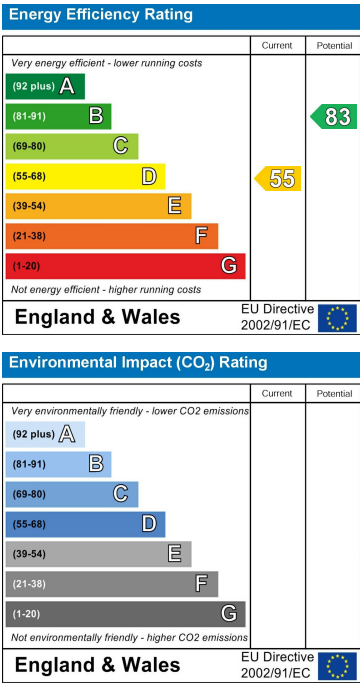 Energy Efficiency Rating
Current Potential
Very energy efficient - lower running costs
(92 plus) A
(81-91) B 83
(69-80) C
(55-68) D 55
(39-54) E
(21-38) F
(1-20) G
Not energy efficient - higher running costs
England & Wales
EU Directive
2002/91/EC
Environmental Impact (CO₂) Rating
Current Potential
Very environmentally friendly - lower CO2 emissions
(92 plus) A
(81-91) B
(69-80) C
(55-68) D
(39-54) E
(21-38) F
(1-20) G
Not environmentally friendly - higher CO2 emissions
England & Wales
EU Directive
2002/91/EC